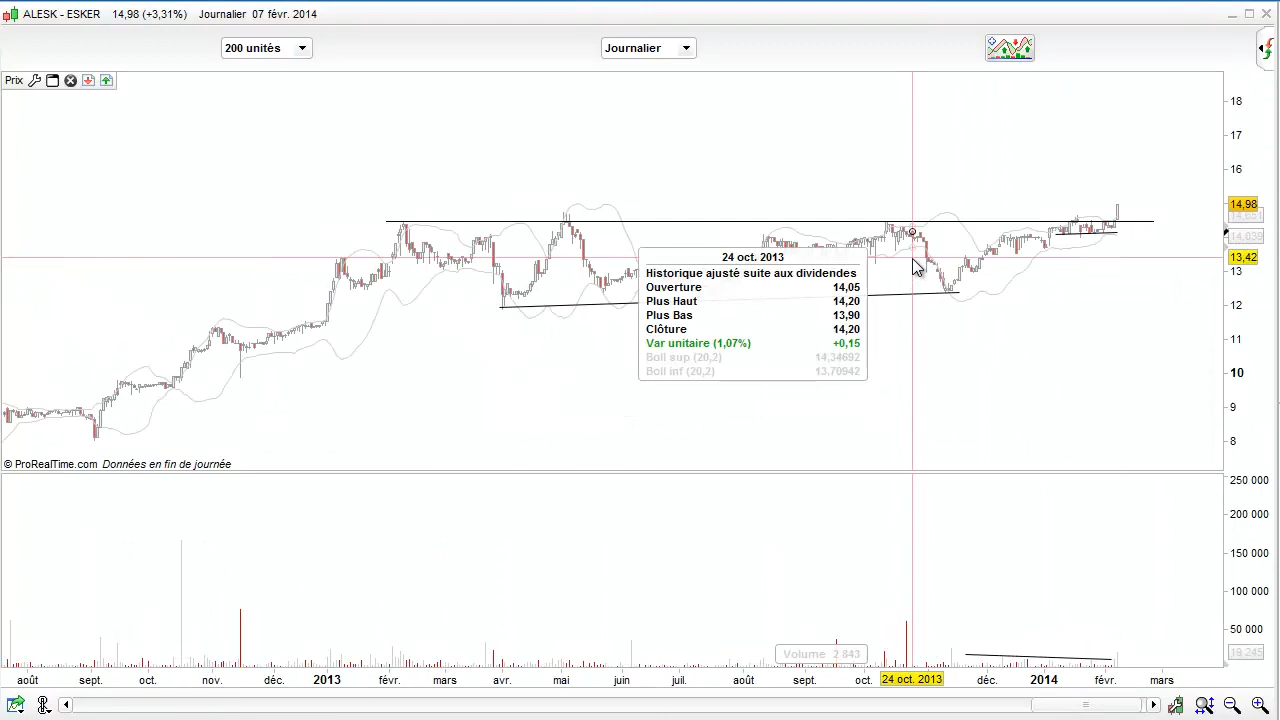 ALESK - ESKER 14,98 (+3,31%) Journalier 07 févr. 2014
200 unités
Journalier
Prix
18
17
16
14,98
13,42
13
12
11
10
9
8
24 oct. 2013
Historique ajusté suite aux dividendes
Ouverture 14,05
Plus Haut 14,20
Plus Bas 13,90
Clôture 14,20
Var unitaire (1,07%) +0,15
Boll sup (20,2) 14,34692
Boll inf (20,2) 13,70942
© ProRealTime.com Données en fin de journée
250 000
200 000
150 000
100 000
50 000
Volume 2 843
août sept. oct. nov. déc. 2013 févr. mars avr. mai juin juil. août sept. oct. 24 oct. 2013 déc. 2014 févr. mars